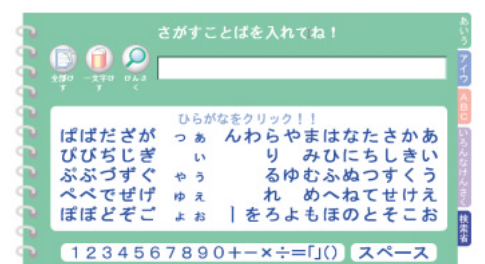 さがすことばを入れてね！
全部けす
一文字けす
けんさく
ひらがなをクリック！！
ぱばだざが っ ぁ んわらやまはなたさかあ
ぴびぢじぎ ぃ り みひにちしきい
ぷぶづずぐ ゃ ぅ るゆむふぬつすくう
ぺべでぜげ ゅ ぇ れ めへねてせけえ
ぽぼどぞご ょ ぉ ーをろよもほのとそこお
1234567890+−×÷=「」() スペース
あいう
アイウ
ABC
いろんなけんさく
検索省